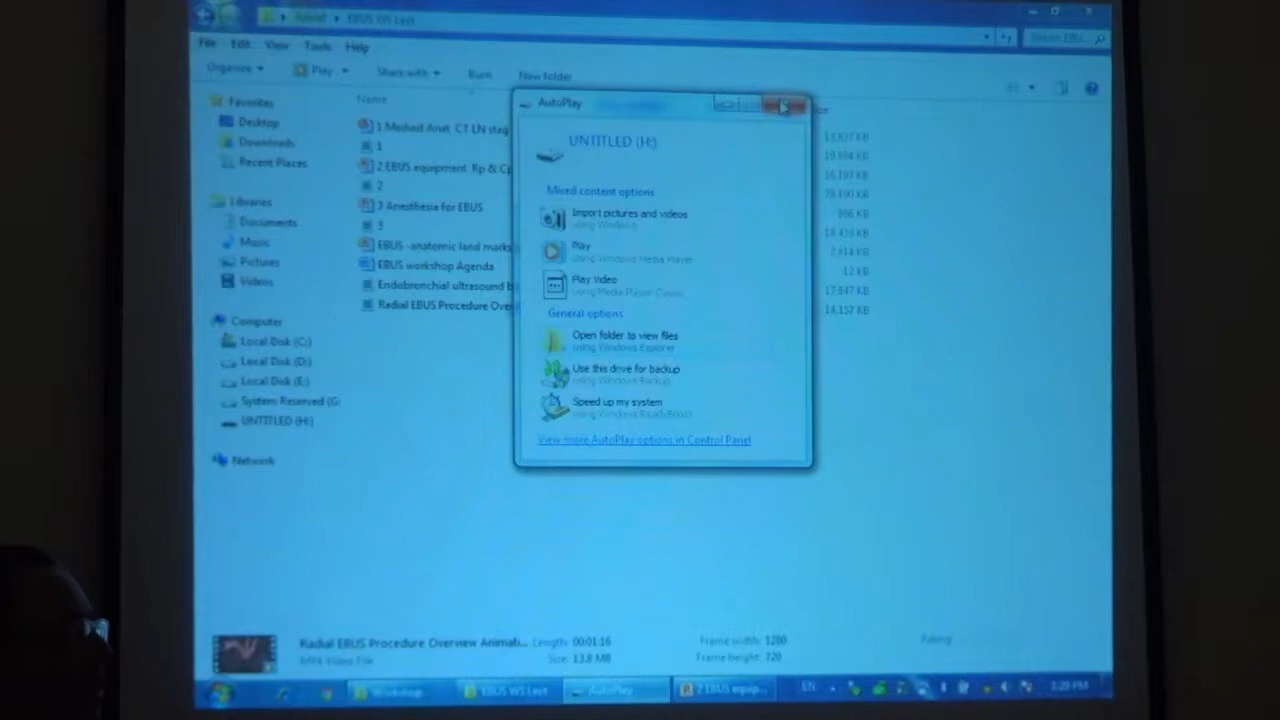 EBUS WS Lect
File Edit View Tools Help
Organize Play Share with Burn New folder
Favorites
Desktop
Downloads
Recent Places
Libraries
Documents
Music
Pictures
Videos
Computer
Local Disk (C:)
Local Disk (D:)
Local Disk (E:)
System Reserved (G:
UNTITLED (H:)
Network
Name
1 Mediast Anat, CT LN stag
1
2 EBUS equipment, Rp & Cp
2
3 Anesthesia for EBUS
3
EBUS -anatomic land marks
EBUS workshop Agenda
Endobronchial ultrasound b
Radial EBUS Procedure Over
AutoPlay
UNTITLED (H:)
Mixed content options
Import pictures and videos
using Windows
Play
using Windows Media Player
Play Video
using Media Player Classic
General options
Open folder to view files
using Windows Explorer
Use this drive for backup
using Windows Backup
Speed up my system
using Windows ReadyBoost
View more AutoPlay options in Control Panel
12 KB
Radial EBUS Procedure Overview Animati... Length: 00:01:16 Frame width: 1280 Rating:
MP4 Video File Size: 13.8 MB Frame height: 720
Workshop EBUS WS Lect AutoPlay 2 EBUS equip... EN 3:29 PM